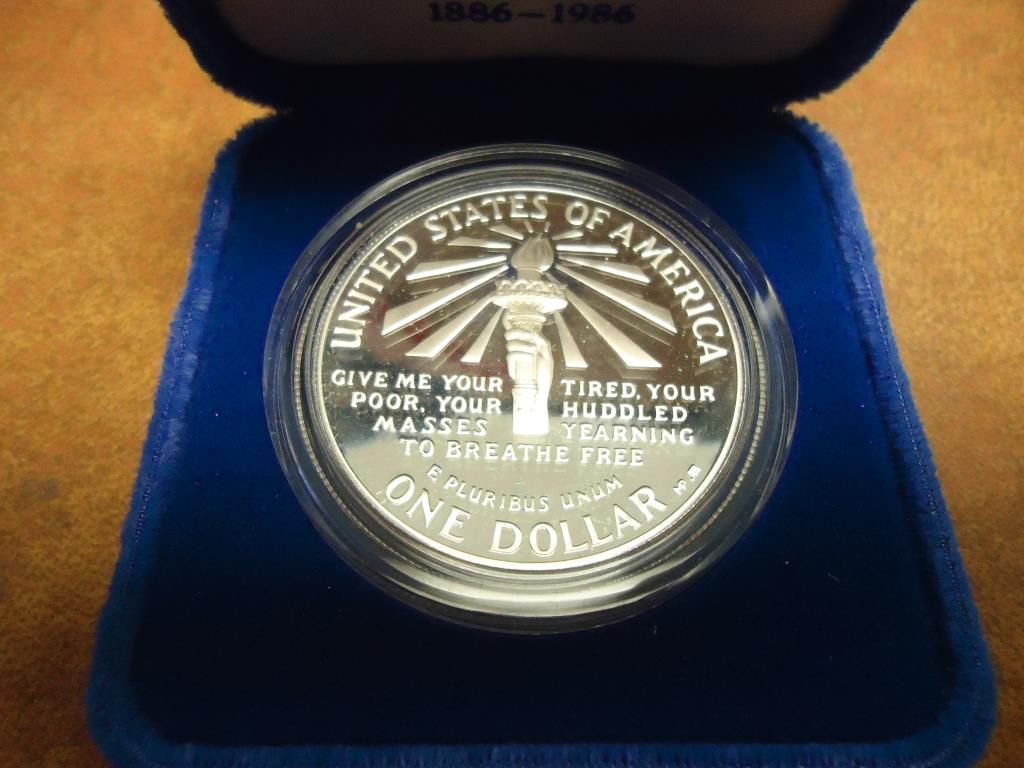 1886-1986
UNITED STATES OF AMERICA
GIVE ME YOUR TIRED, YOUR
POOR, YOUR HUDDLED
MASSES YEARNING
TO BREATHE FREE
E PLURIBUS UNUM
ONE DOLLAR